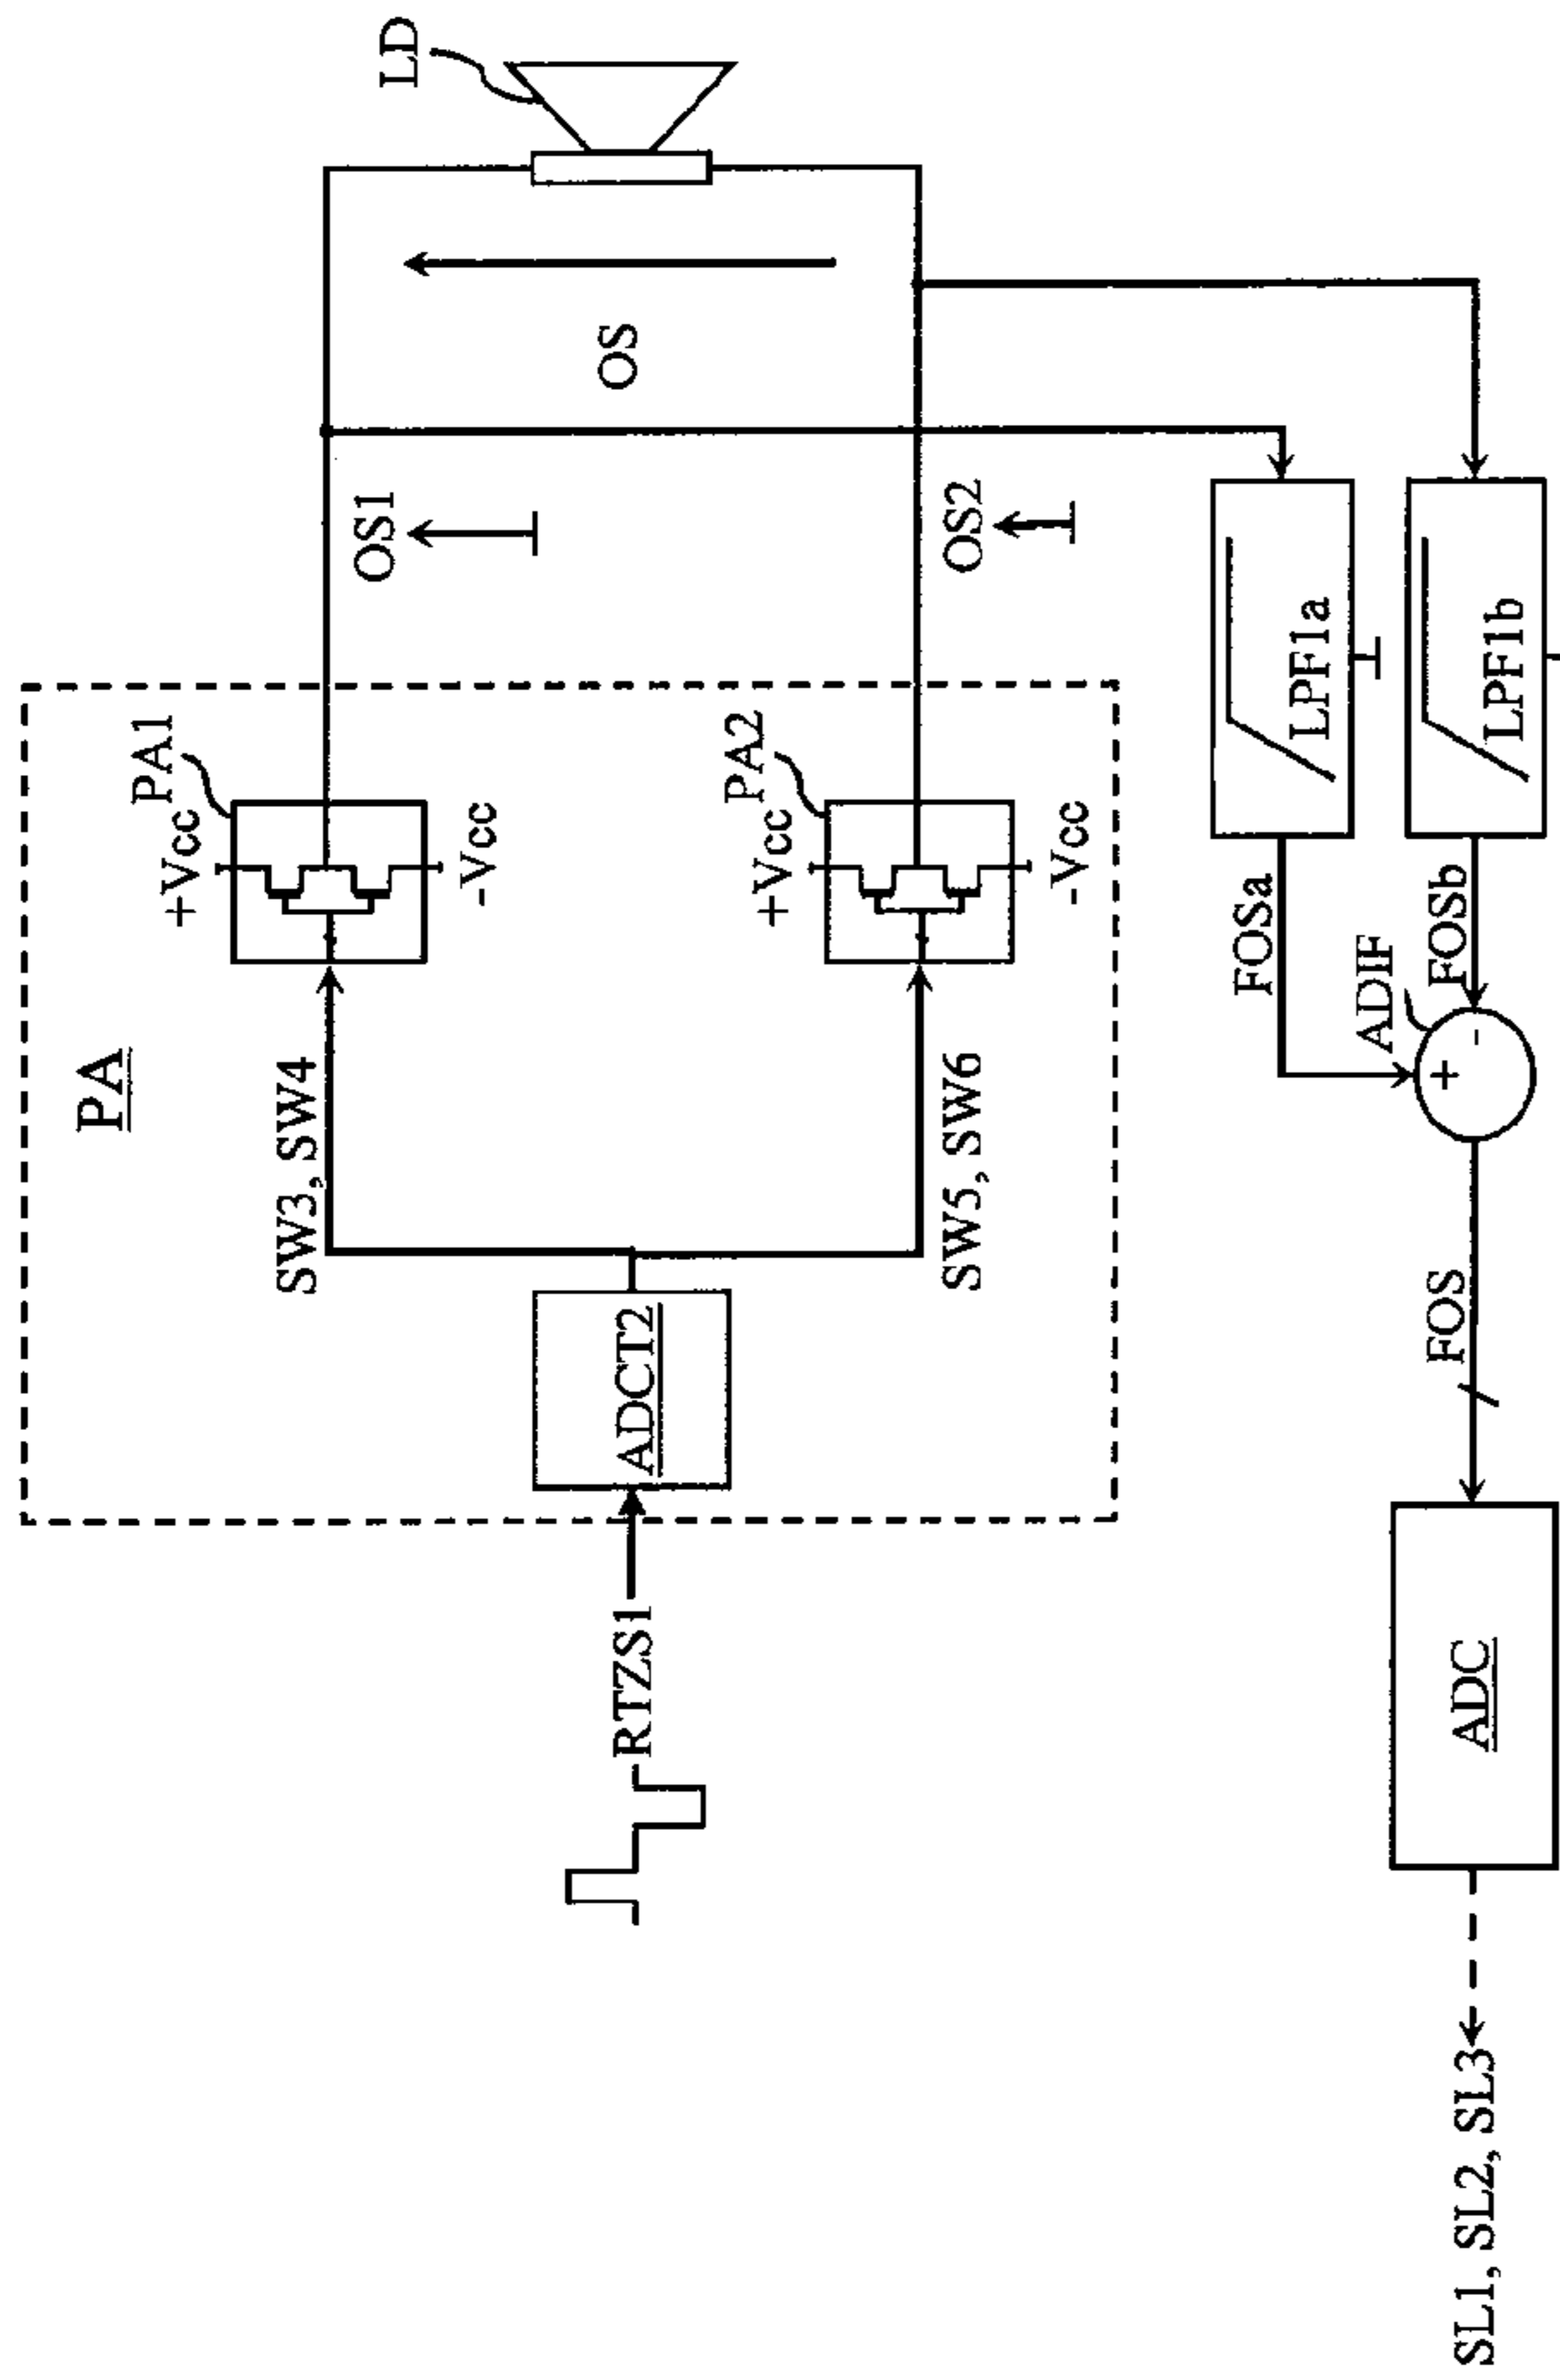 PA
PA1
+Vcc
-Vcc
SW3, SW4
OS1
LD
OS
RTZS1
ADCT2
PA2
+Vcc
-Vcc
SW5, SW6
OS2
LPF1a
FOSa
LPF1b
FOSb
ADIF
+
-
FOS
ADC
SL1, SL2, SL3